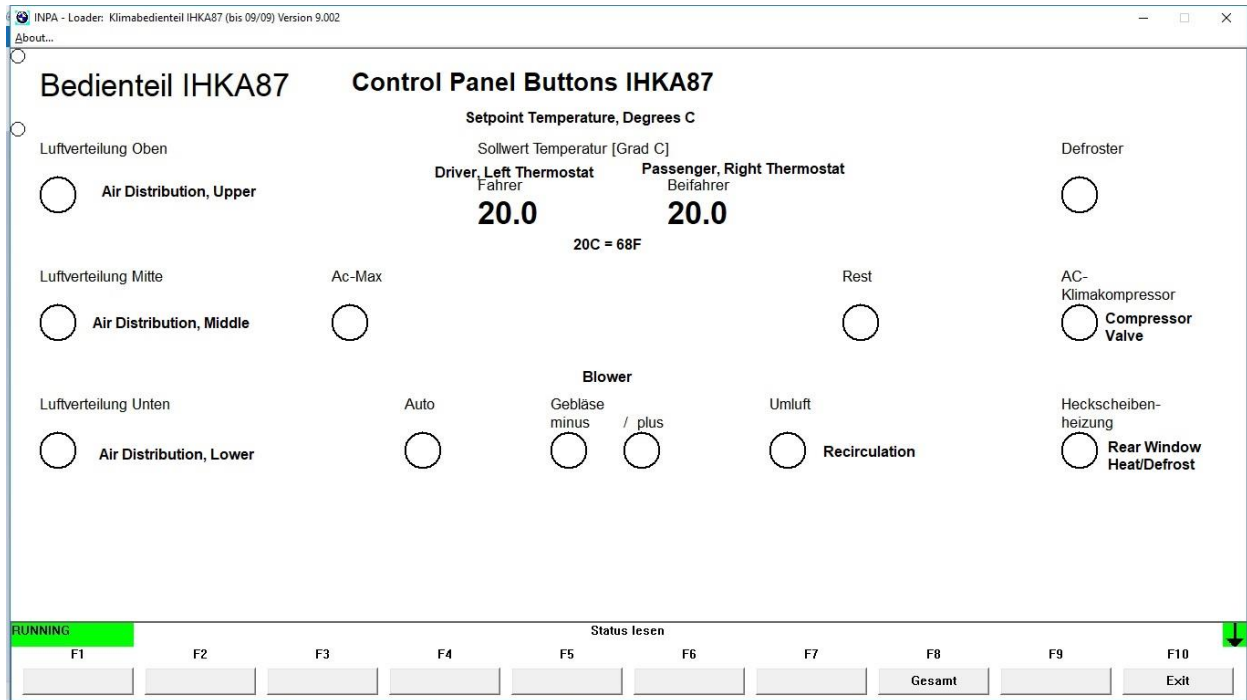 INPA - Loader: Klimabedienteil IHKA87 (bis 09/09) Version 9.002
About...
Bedienteil IHKA87
Control Panel Buttons IHKA87
Setpoint Temperature, Degrees C
Luftverteilung Oben
Sollwert Temperatur [Grad C]
Defroster
Driver, Left Thermostat
Passenger, Right Thermostat
Fahrer
Beifahrer
Air Distribution, Upper
20.0
20.0
20C = 68F
Luftverteilung Mitte
Ac-Max
Rest
AC-
Klimakompressor
Air Distribution, Middle
Compressor
Valve
Blower
Luftverteilung Unten
Auto
Gebläse
minus / plus
Umluft
Heckscheiben-
heizung
Air Distribution, Lower
Recirculation
Rear Window
Heat/Defrost
RUNNING
Status lesen
F1 F2 F3 F4 F5 F6 F7 F8 F9 F10
Gesamt
Exit